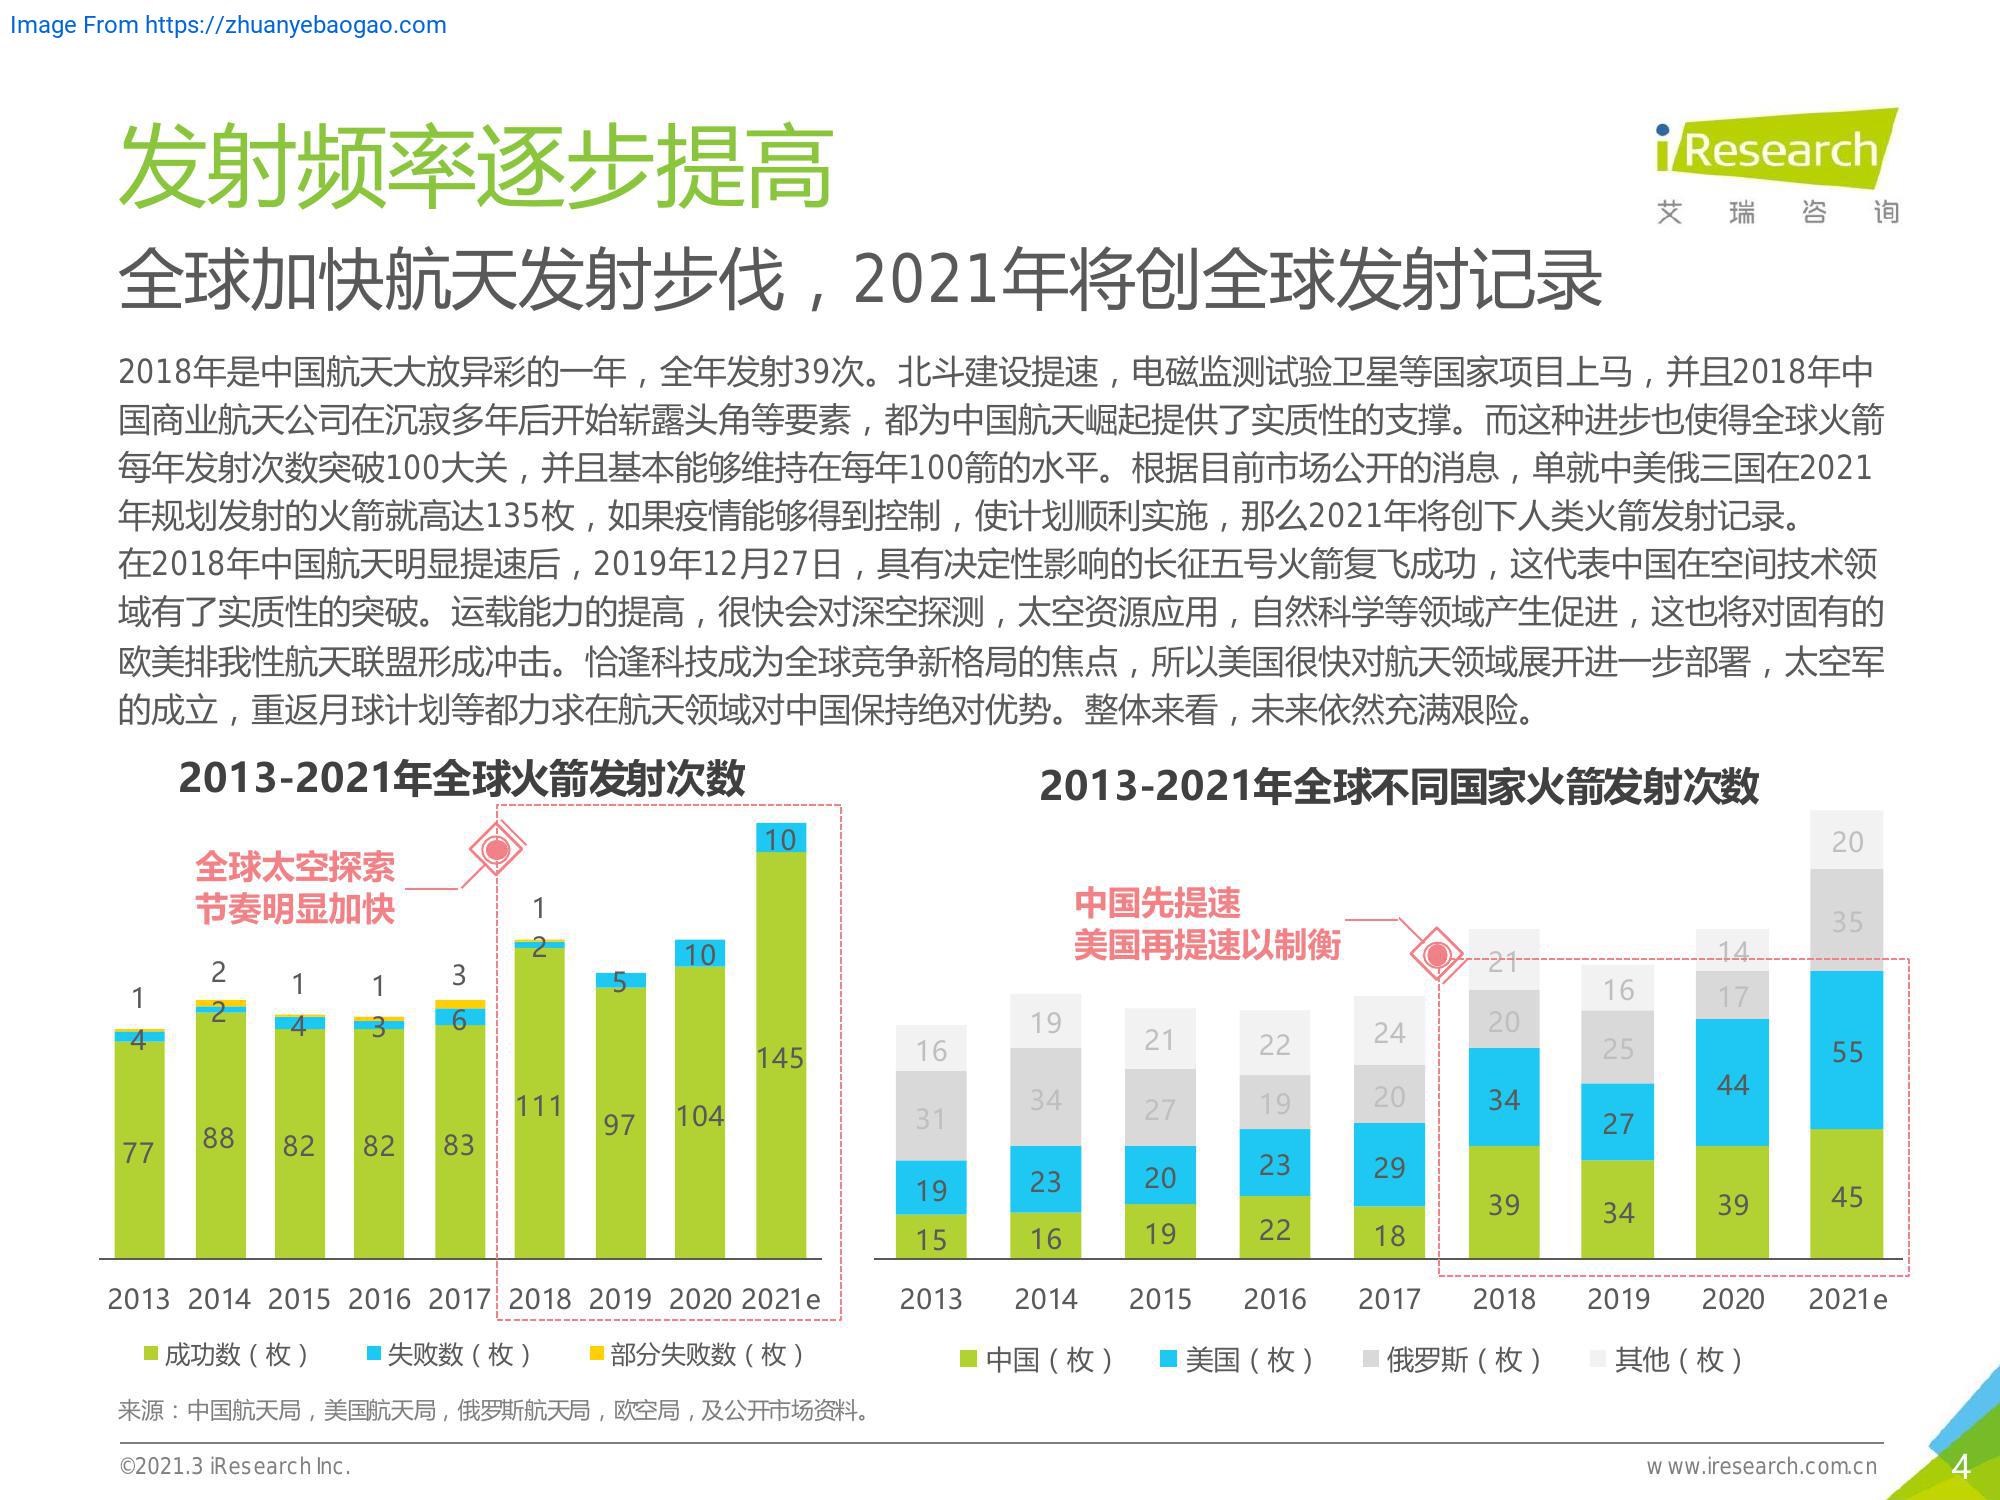 Image From https://zhuanyebaogao.com
发射频率逐步提高
iResearch
艾瑞咨询
全球加快航天发射步伐，2021年将创全球发射记录
2018年是中国航天大放异彩的一年，全年发射39次。北斗建设提速，电磁监测试验卫星等国家项目上马，并且2018年中
国商业航天公司在沉寂多年后开始崭露头角等要素，都为中国航天崛起提供了实质性的支撑。而这种进步也使得全球火箭
每年发射次数突破100大关，并且基本能够维持在每年100箭的水平。根据目前市场公开的消息，单就中美俄三国在2021
年规划发射的火箭就高达135枚，如果疫情能够得到控制，使计划顺利实施，那么2021年将创下人类火箭发射记录。
在2018年中国航天明显提速后，2019年12月27日，具有决定性影响的长征五号火箭复飞成功，这代表中国在空间技术领
域有了实质性的突破。运载能力的提高，很快会对深空探测，太空资源应用，自然科学等领域产生促进，这也将对固有的
欧美排我性航天联盟形成冲击。恰逢科技成为全球竞争新格局的焦点，所以美国很快对航天领域展开进一步部署，太空军
的成立，重返月球计划等都力求在航天领域对中国保持绝对优势。整体来看，未来依然充满艰险。
2013-2021年全球火箭发射次数
全球太空探索
节奏明显加快
1 2 1 1 3 1
4 2 4 3 6 2 5 10 10
77 88 82 82 83 111 97 104 145
2013 2014 2015 2016 2017 2018 2019 2020 2021e
成功数（枚） 失败数（枚） 部分失败数（枚）
2013-2021年全球不同国家火箭发射次数
中国先提速
美国再提速以制衡
16 19 21 22 24 21 16 14 20
31 34 27 19 20 20 25 17 35
19 23 20 23 29 34 27 44 55
15 16 19 22 18 39 34 39 45
2013 2014 2015 2016 2017 2018 2019 2020 2021e
中国（枚） 美国（枚） 俄罗斯（枚） 其他（枚）
来源：中国航天局，美国航天局，俄罗斯航天局，欧空局，及公开市场资料。
©2021.3 iResearch Inc.
www.iresearch.com.cn
4